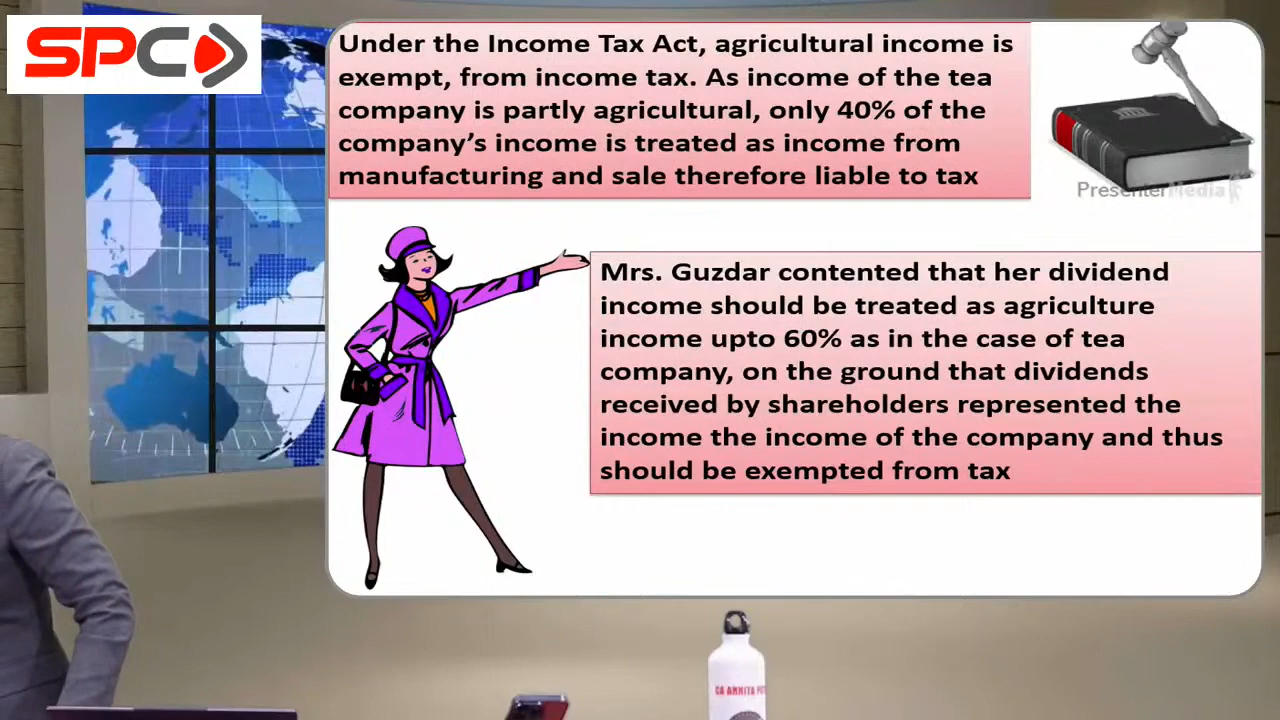 SPC
Under the Income Tax Act, agricultural income is
exempt, from income tax. As income of the tea
company is partly agricultural, only 40% of the
company's income is treated as income from
manufacturing and sale therefore liable to tax
PresenterMedia
Mrs. Guzdar contented that her dividend
income should be treated as agriculture
income upto 60% as in the case of tea
company, on the ground that dividends
received by shareholders represented the
income the income of the company and thus
should be exempted from tax
CA ANKITA